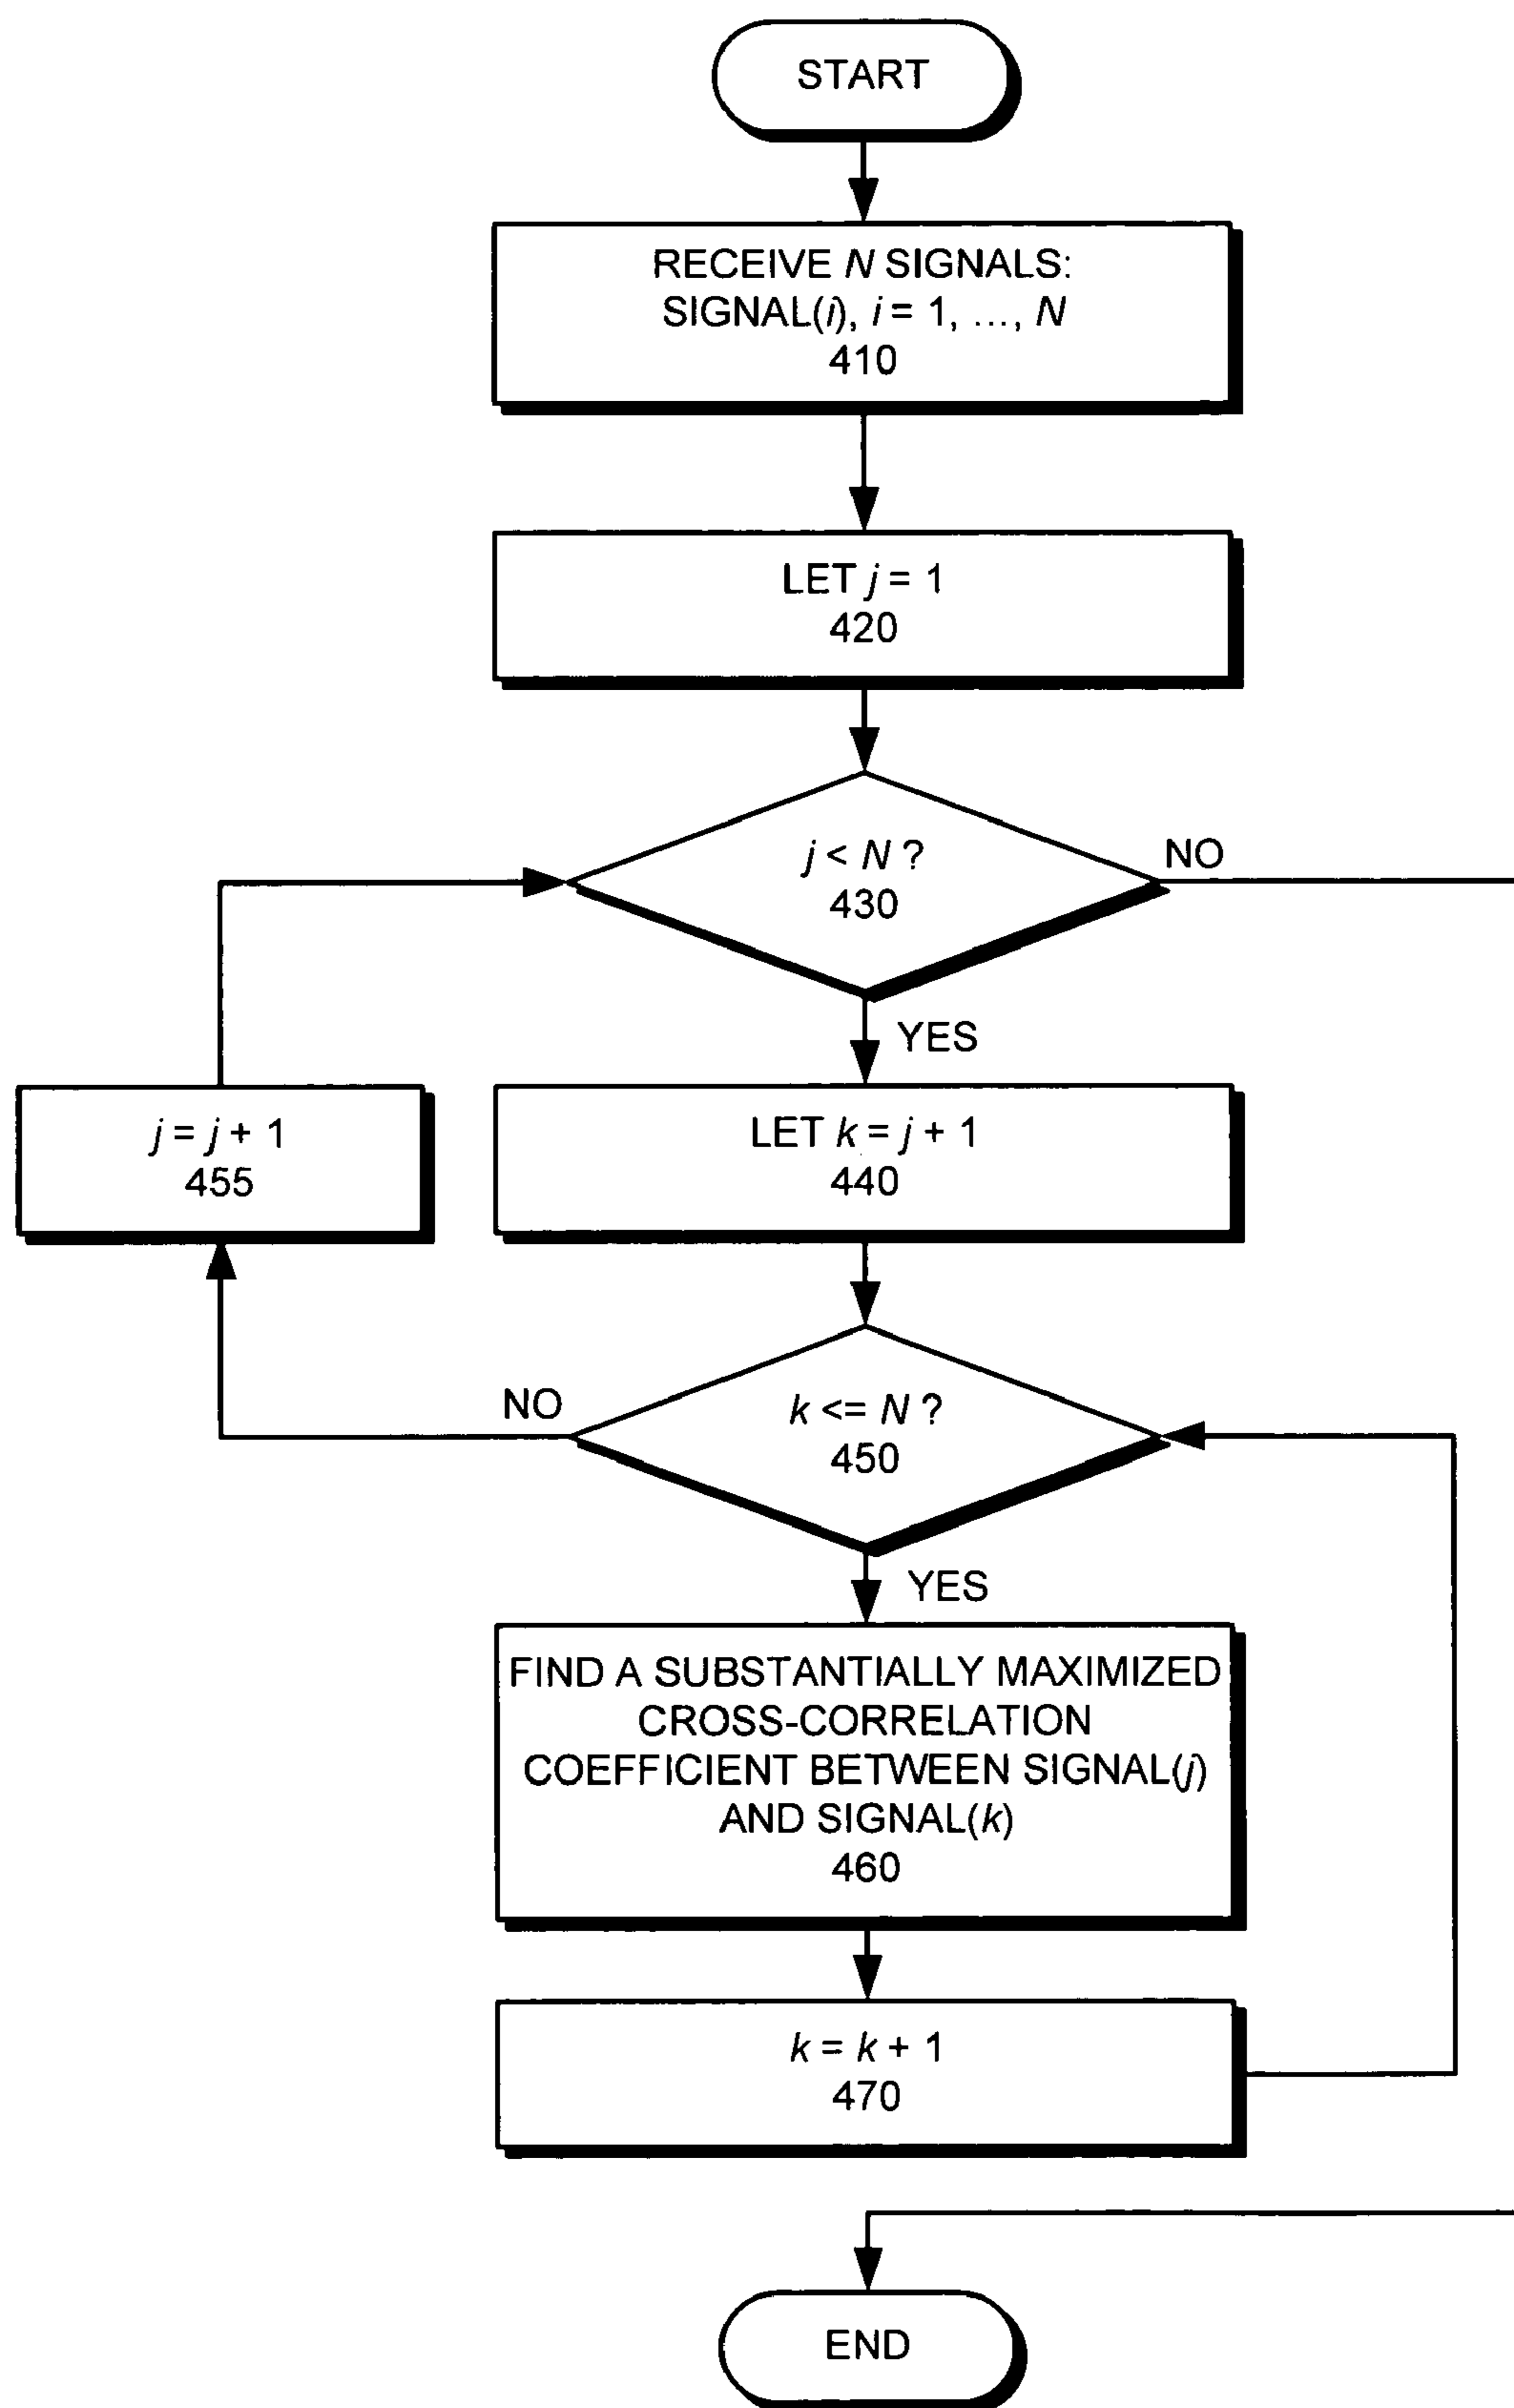 START
RECEIVE N SIGNALS:
SIGNAL(i), i = 1, ..., N
410
LET j = 1
420
j < N ?
430
NO
YES
j = j + 1
455
LET k = j + 1
440
NO
k <= N ?
450
YES
FIND A SUBSTANTIALLY MAXIMIZED
CROSS-CORRELATION
COEFFICIENT BETWEEN SIGNAL(j)
AND SIGNAL(k)
460
k = k + 1
470
END